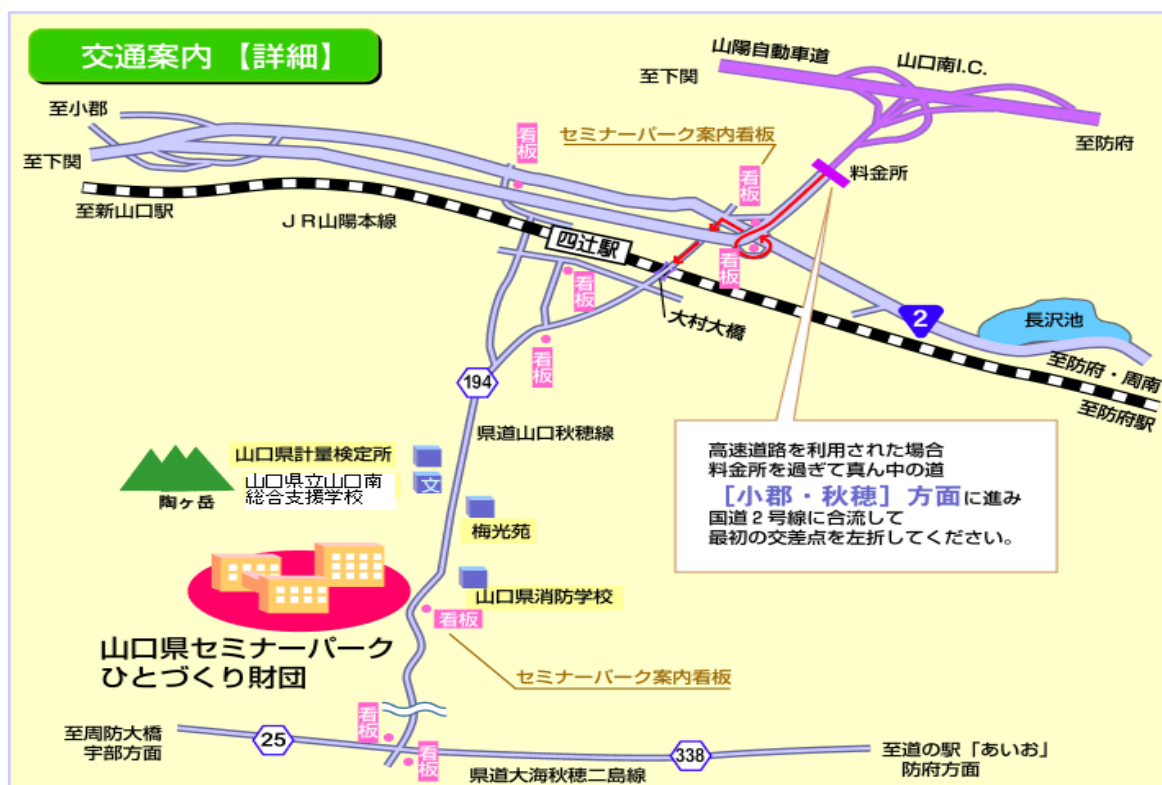 交通案内 【詳細】
山陽自動車道
山口南I.C.
至下関
至防府
料金所
至小郡
至下関
至新山口駅
JR山陽本線
セミナーパーク案内看板
看板
看板
看板
四辻駅
看板
大村大橋
看板
2
長沢池
至防府・周南
至防府駅
194
県道山口秋穂線
高速道路を利用された場合
料金所を過ぎて真ん中の道
［小郡・秋穂］方面に進み
国道2号線に合流して
最初の交差点を左折してください。
陶ヶ岳
山口県計量検定所
山口県立山口南
総合支援学校
文
梅光苑
山口県消防学校
看板
セミナーパーク案内看板
山口県セミナーパーク
ひとづくり財団
看板
看板
至周防大橋
宇部方面
25
県道大海秋穂二島線
338
至道の駅「あいお」
防府方面